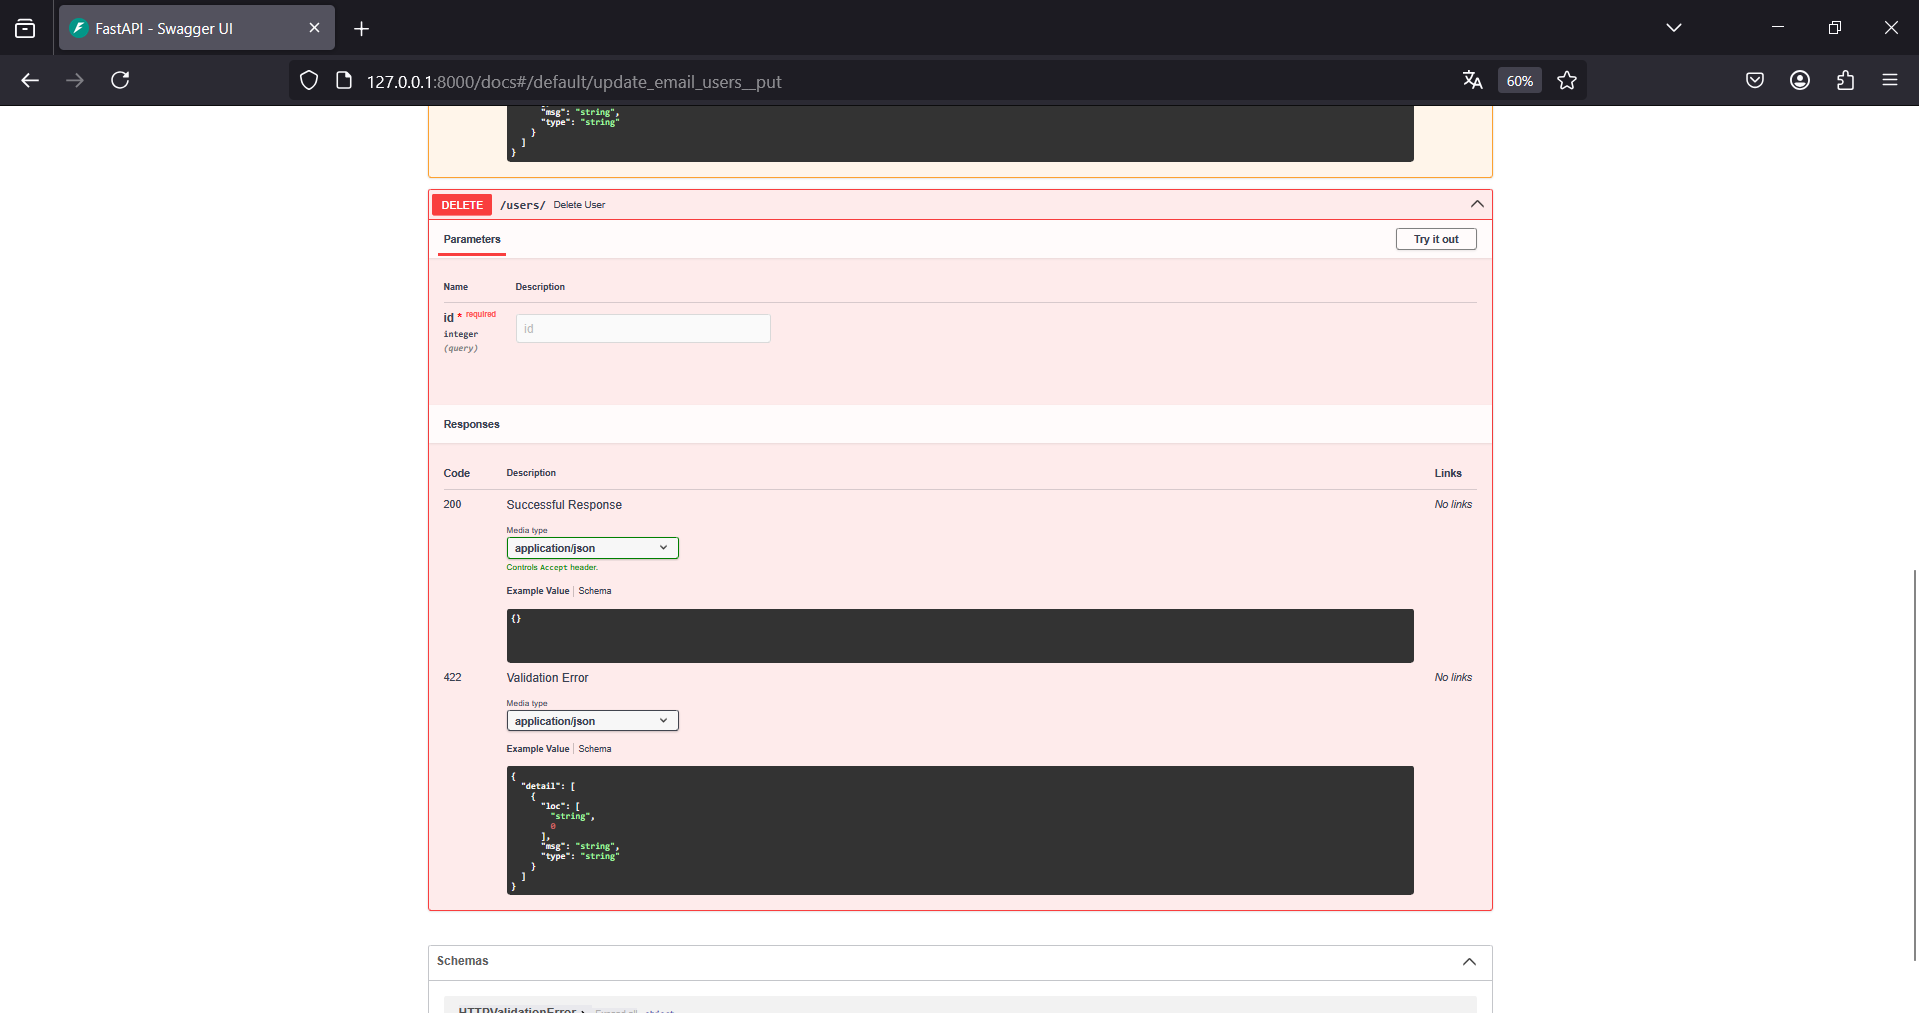 FastAPI - Swagger UI
127.0.0.1:8000/docs#/default/update_email_users__put
60%
"msg": "string",
"type": "string"
}
]
}
DELETE /users/ Delete User
Parameters
Try it out
Name Description
id * required
integer
(query)
id
Responses
Code Description Links
200 Successful Response No links
Media type
application/json
Controls Accept header.
Example Value Schema
{}
422 Validation Error No links
Media type
application/json
Example Value Schema
{
"detail": [
{
"loc": [
"string",
0
],
"msg": "string",
"type": "string"
}
]
}
Schemas
HTTPValidationError